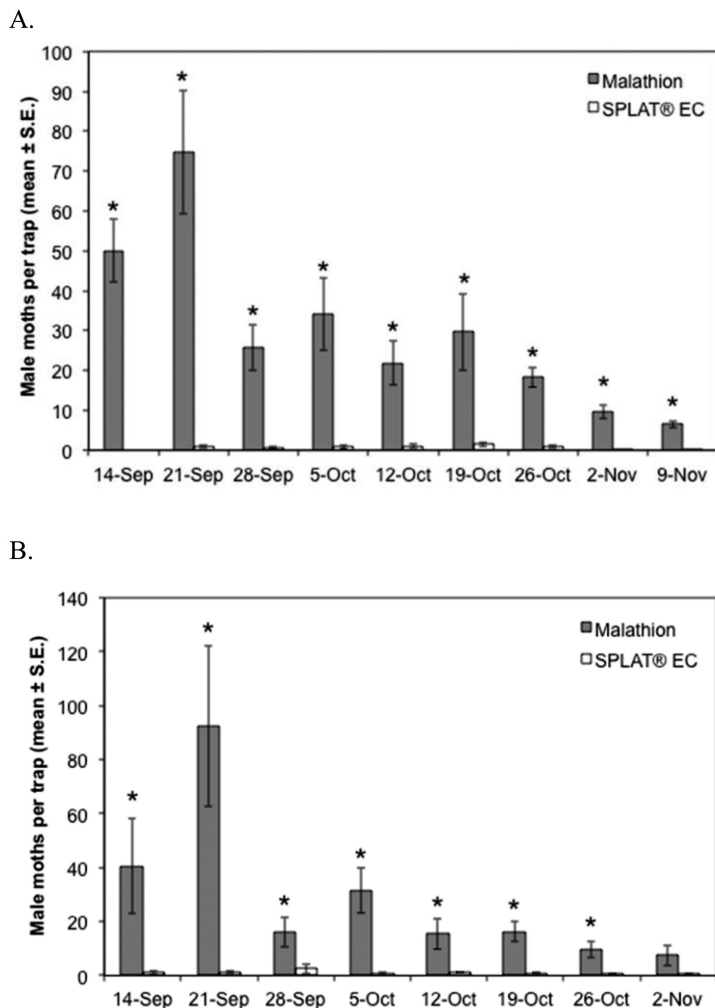 A.
Male moths per trap (mean ± S.E.)
100
90
80
70
60
50
40
30
20
10
0
* * * * * * * * *
Malathion
SPLAT® EC
14-Sep 21-Sep 28-Sep 5-Oct 12-Oct 19-Oct 26-Oct 2-Nov 9-Nov
B.
Male moths per trap (mean ± S.E.)
140
120
100
80
60
40
20
0
* * * * * * *
Malathion
SPLAT® EC
14-Sep 21-Sep 28-Sep 5-Oct 12-Oct 19-Oct 26-Oct 2-Nov